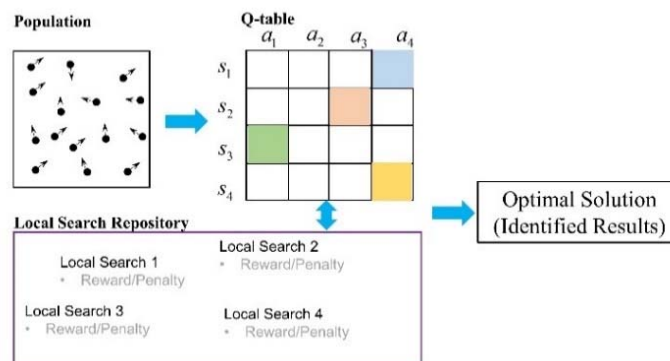 Population
Q-table
a1 a2 a3 a4
s1
s2
s3
s4
Optimal Solution
(Identified Results)
Local Search Repository
Local Search 1
• Reward/Penalty
Local Search 2
• Reward/Penalty
Local Search 3
• Reward/Penalty
Local Search 4
• Reward/Penalty